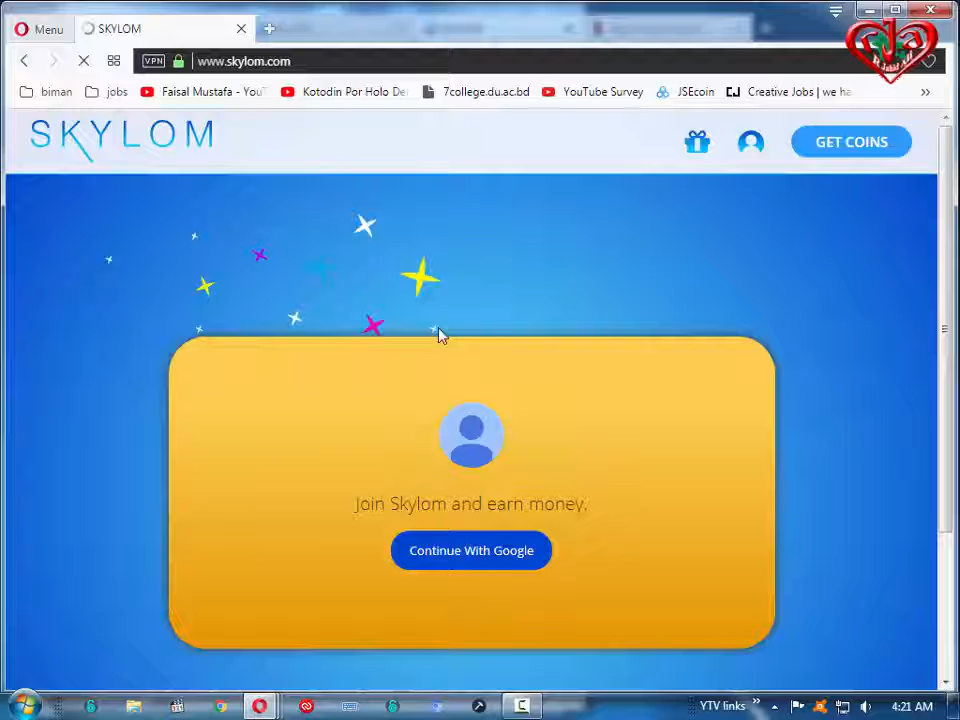 Menu
SKYLOM
VPN
www.skylom.com
biman
jobs
Faisal Mustafa - You
Kotodin Por Holo De
7college.du.ac.bd
YouTube Survey
JSEcoin
Creative Jobs | we ha
SKYLOM
GET COINS
Join Skylom and earn money.
Continue With Google
YTV links
4:21 AM